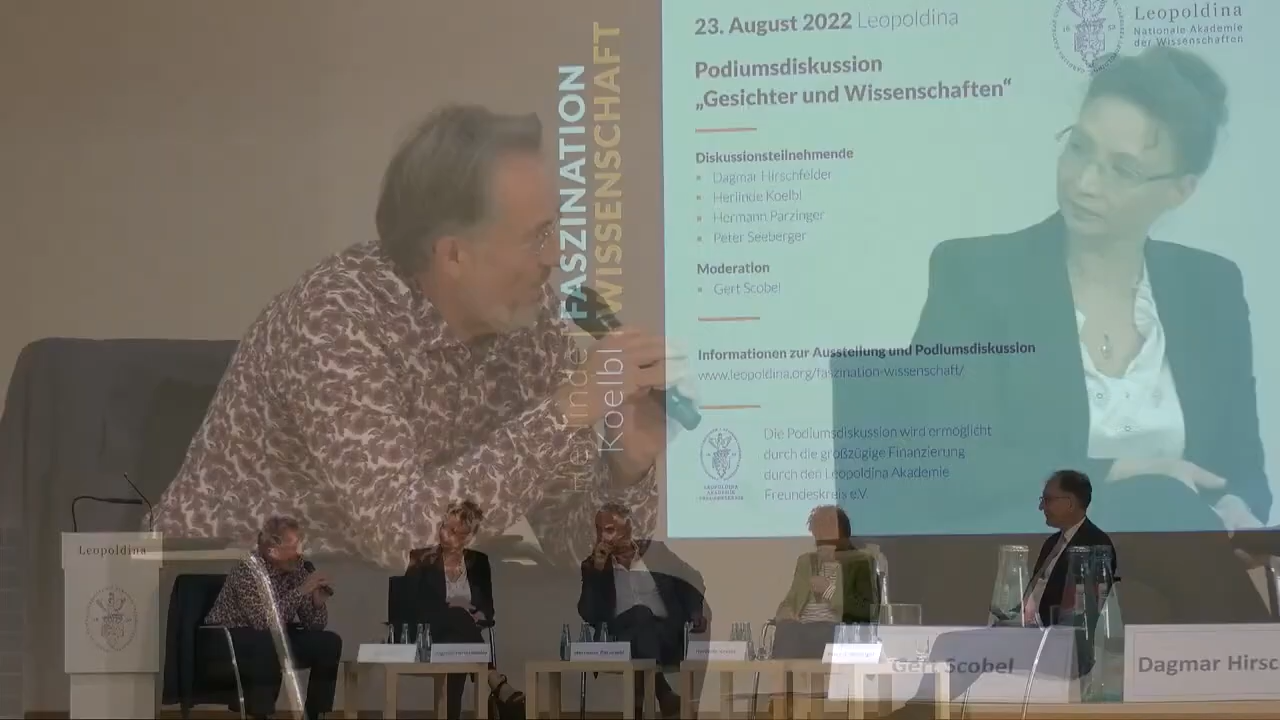 FASZINATION
WISSENSCHAFT
Herlinde
Koelbl
23. August 2022 Leopoldina
Podiumsdiskussion
„Gesichter und Wissenschaften“
Diskussionsteilnehmende
Dagmar Hirschfelder
Herlinde Koelbl
Hermann Parzinger
Peter Seeberger
Moderation
Gert Scobel
Informationen zur Ausstellung und Podiumsdiskussion
www.leopoldina.org/faszination-wissenschaft/
Die Podiumsdiskussion wird ermöglicht
durch die großzügige Finanzierung
durch den Leopoldina Akademie
Freundeskreis e.V.
LEOPOLDINA
AKADEMIE
FREUNDESKREIS
Leopoldina
Nationale Akademie
der Wissenschaften
Leopoldina
Gert Scobel
Dagmar Hirsc